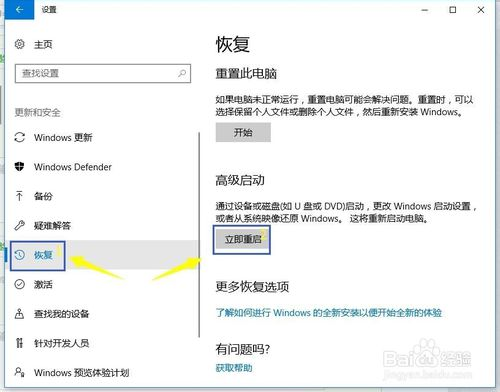 设置
主页
查找设置
更新和安全
Windows 更新
Windows Defender
备份
疑难解答
恢复 1
激活
查找我的设备
针对开发人员
Windows 预览体验计划
恢复
重置此电脑
如果电脑未正常运行，重置电脑可能会解决问题。重置时，可以
选择保留个人文件或删除个人文件，然后重新安装 Windows。
开始
高级启动
通过设备或磁盘(如 U 盘或 DVD)启动，更改 Windows 启动设置，
或者从系统映像还原 Windows。 这将重新启动电脑。
立即重启 2
更多恢复选项
了解如何进行 Windows 的全新安装以便开始全新的体验
有问题吗?
获取帮助
Baidu 经验
jingyan.baidu.com